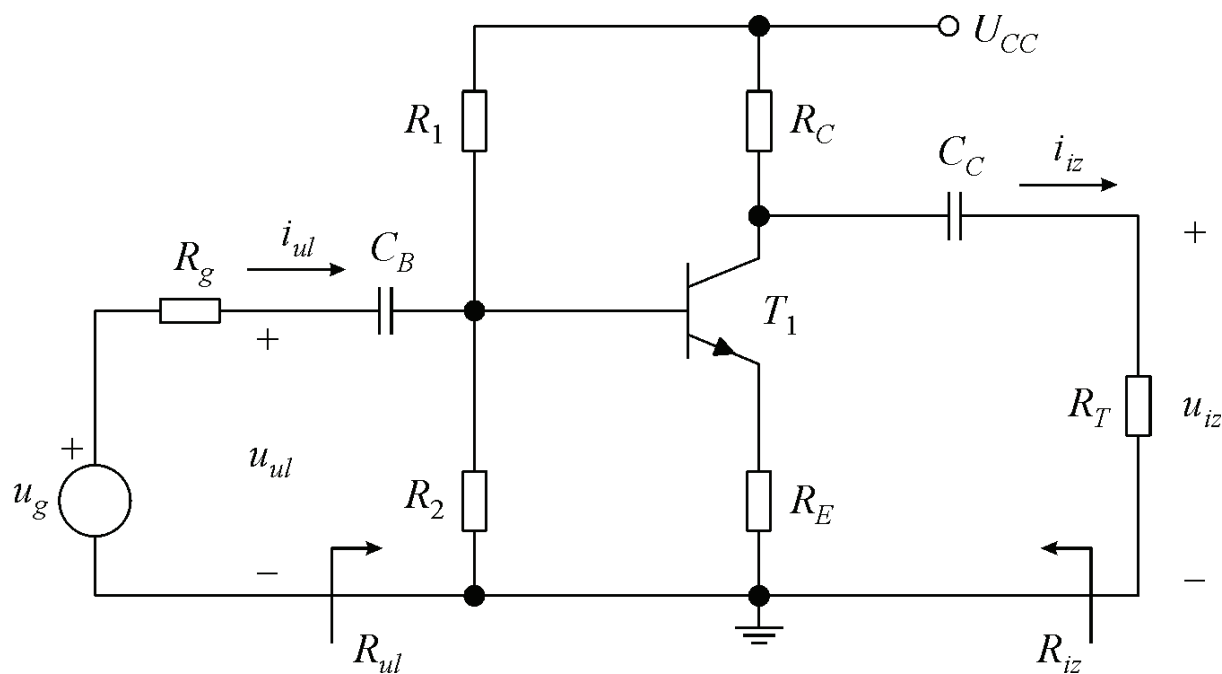 U_CC
R_1
R_C
C_C
i_iz
+
R_g
i_ul
C_B
T_1
+
+
u_g
u_ul
R_2
R_E
R_T
u_iz
−
−
R_ul
R_iz